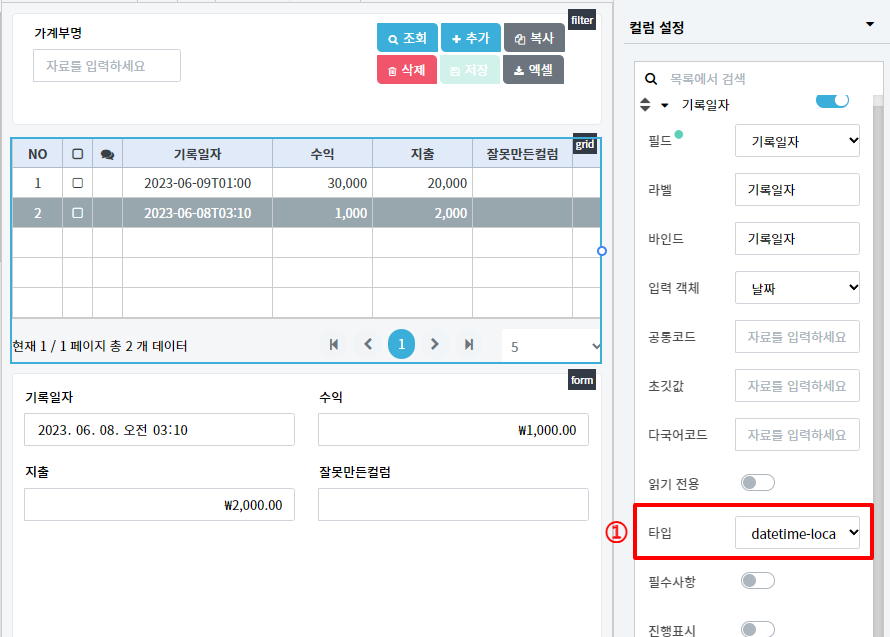 filter
가계부명
자료를 입력하세요
조회 추가 복사
삭제 저장 엑셀
grid
NO 기록일자 수익 지출 잘못만든컬럼
1 2023-06-09T01:00 30,000 20,000
2 2023-06-08T03:10 1,000 2,000
현재 1 / 1 페이지 총 2 개 데이터 1 5
form
기록일자 수익
2023. 06. 08. 오전 03:10 ₩1,000.00
지출 잘못만든컬럼
₩2,000.00
컬럼 설정
목록에서 검색
기록일자
필드 기록일자
라벨 기록일자
바인드 기록일자
입력 객체 날짜
공통코드 자료를 입력하세요
초깃값 자료를 입력하세요
다국어코드 자료를 입력하세요
읽기 전용
① 타입 datetime-loca
필수사항
진행표시